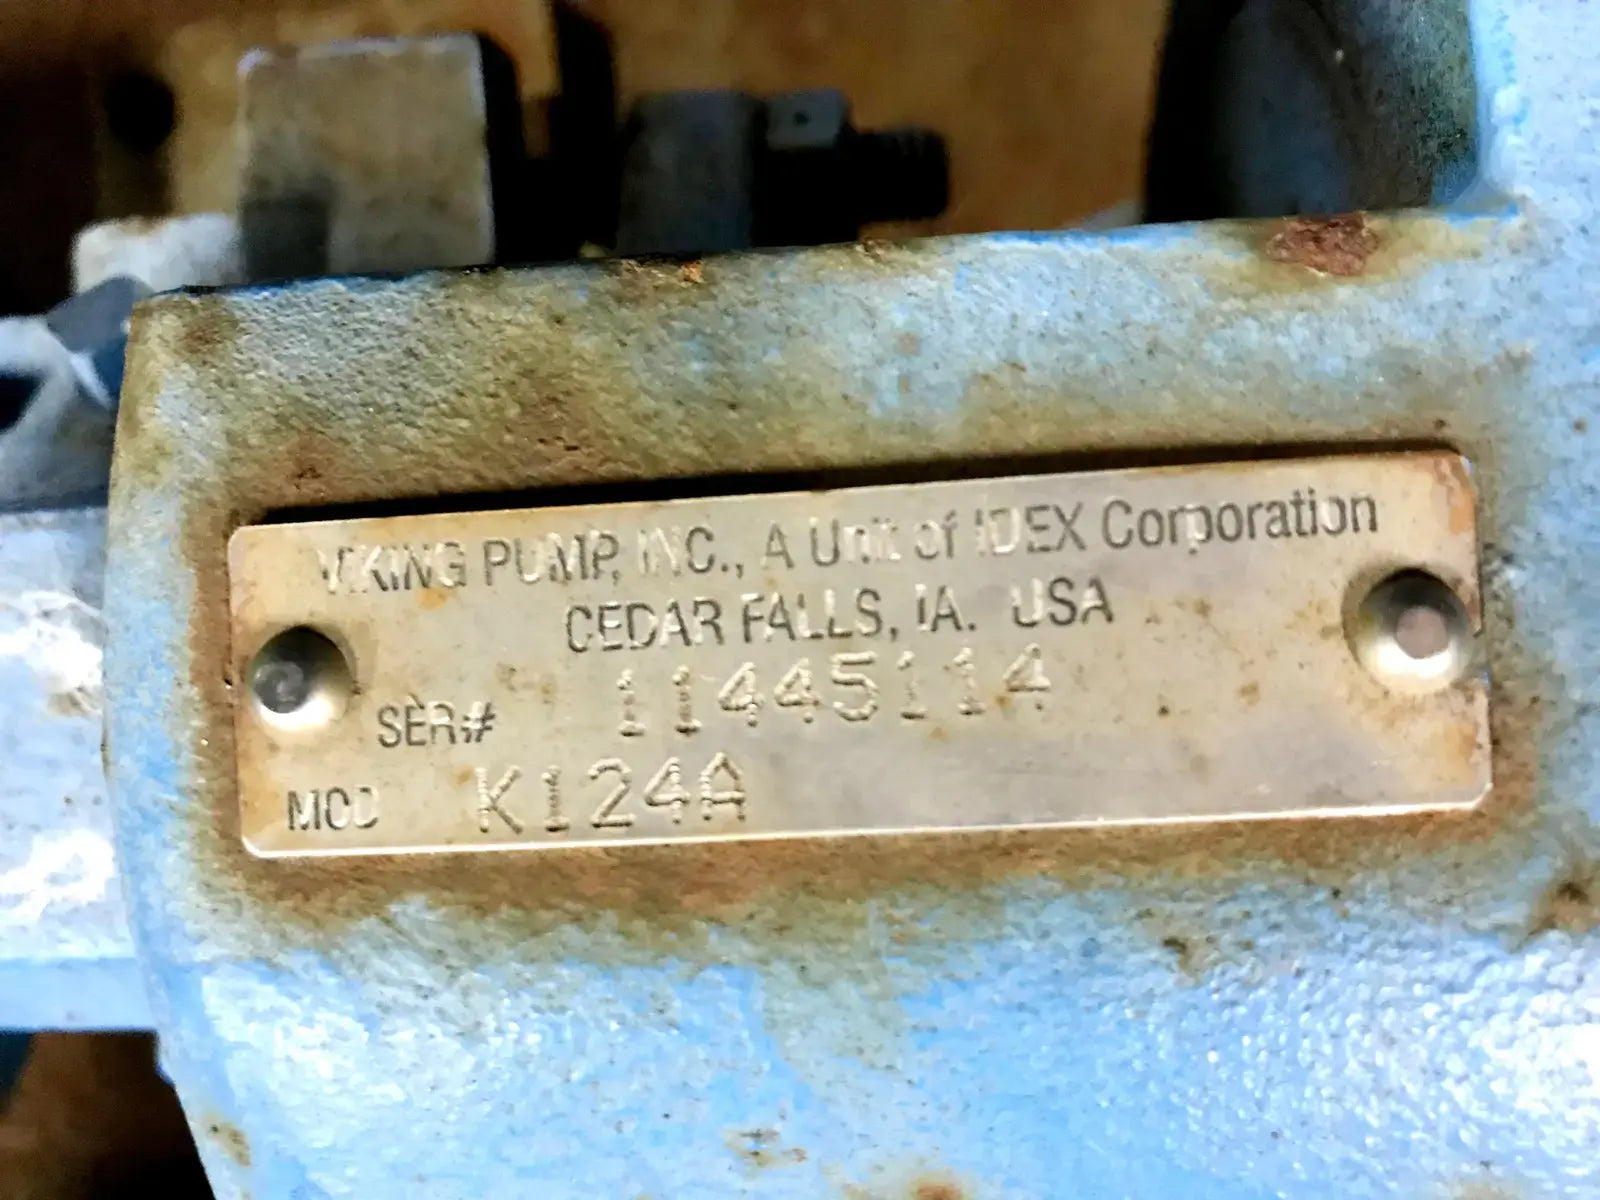 VIKING PUMP, INC., A Unit of IDEX Corporation
CEDAR FALLS, IA. USA
SER# 11445114
MOD K124A